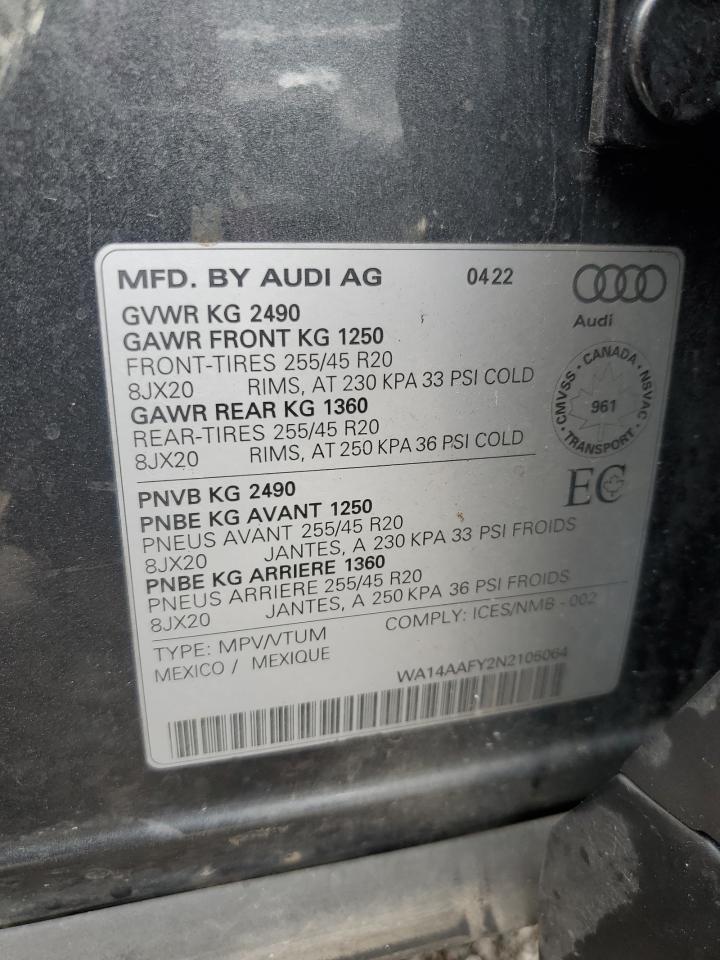 MFD. BY AUDI AG 0422
Audi
GVWR KG 2490
GAWR FRONT KG 1250
FRONT-TIRES 255/45 R20
8JX20 RIMS, AT 230 KPA 33 PSI COLD
GAWR REAR KG 1360
REAR-TIRES 255/45 R20
8JX20 RIMS, AT 250 KPA 36 PSI COLD
CMVSS • CANADA • NSVAC • TRANSPORT •
961
PNVB KG 2490
PNBE KG AVANT 1250
PNEUS AVANT 255/45 R20
8JX20 JANTES, A 230 KPA 33 PSI FROIDS
PNBE KG ARRIERE 1360
PNEUS ARRIERE 255/45 R20
8JX20 JANTES, A 250 KPA 36 PSI FROIDS
EC
TYPE: MPV/VTUM COMPLY: ICES/NMB - 002
MEXICO / MEXIQUE
WA14AAFY2N2105064